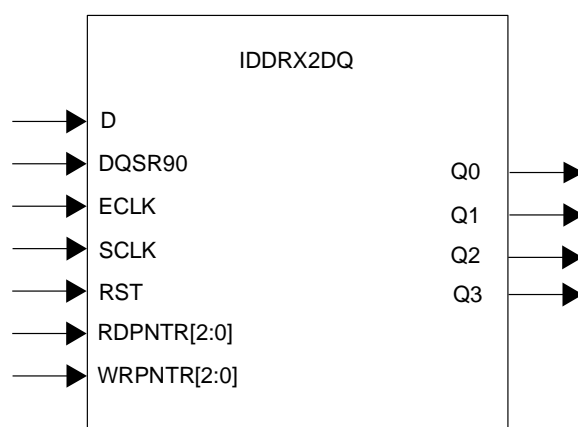 IDDRX2DQ
D
DQSR90
ECLK
SCLK
RST
RDPNTR[2:0]
WRPNTR[2:0]
Q0
Q1
Q2
Q3